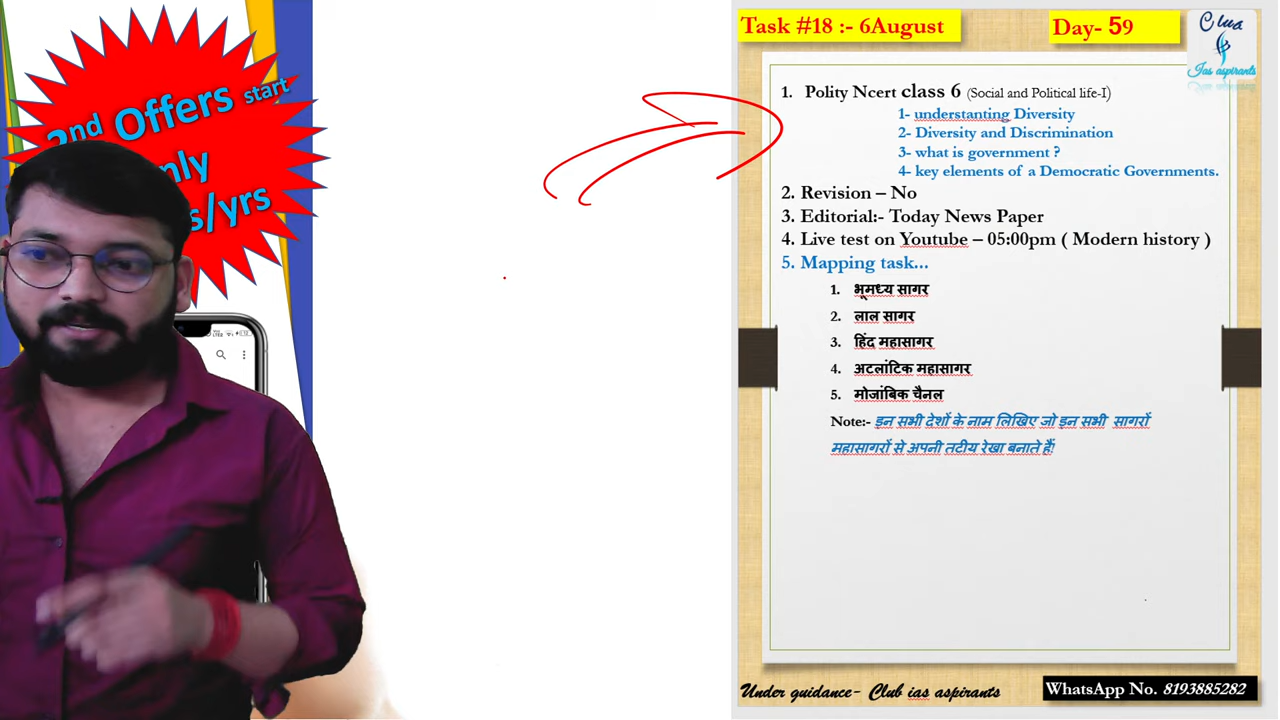 2nd Offers start
only
s/yrs
Task #18 :- 6August
Day- 59
Club
Ias aspirants
1. Polity Ncert class 6 (Social and Political life-I)
1- understanting Diversity
2- Diversity and Discrimination
3- what is government ?
4- key elements of a Democratic Governments.
2. Revision – No
3. Editorial:- Today News Paper
4. Live test on Youtube – 05:00pm ( Modern history )
5. Mapping task...
1. भूमध्य सागर
2. लाल सागर
3. हिंद महासागर
4. अटलांटिक महासागर
5. मोजांबिक चैनल
Note:- इन सभी देशों के नाम लिखिए जो इन सभी सागरों
महासागरों से अपनी तटीय रेखा बनाते हैं!
Under guidance- Club ias aspirants
WhatsApp No. 8193885282